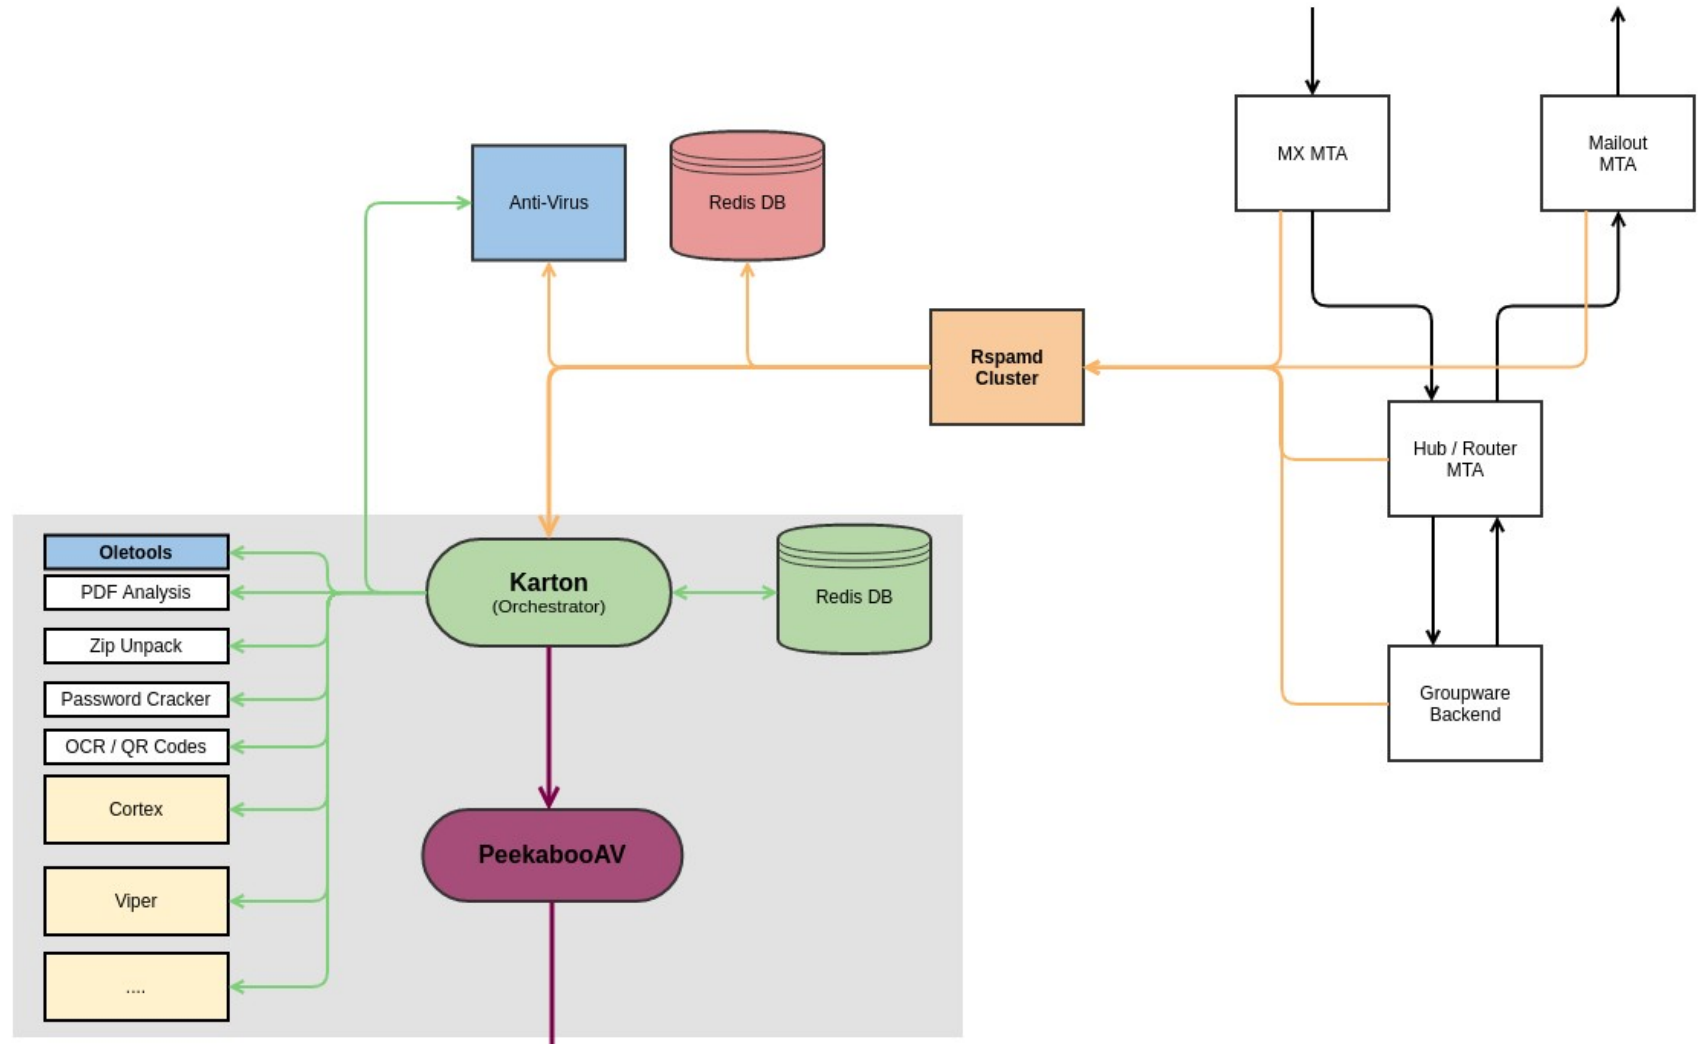 MX MTA
Mailout
MTA
Anti-Virus
Redis DB
Rspamd
Cluster
Hub / Router
MTA
Oletools
PDF Analysis
Zip Unpack
Password Cracker
OCR / QR Codes
Cortex
Viper
....
Karton
(Orchestrator)
Redis DB
PeekabooAV
Groupware
Backend